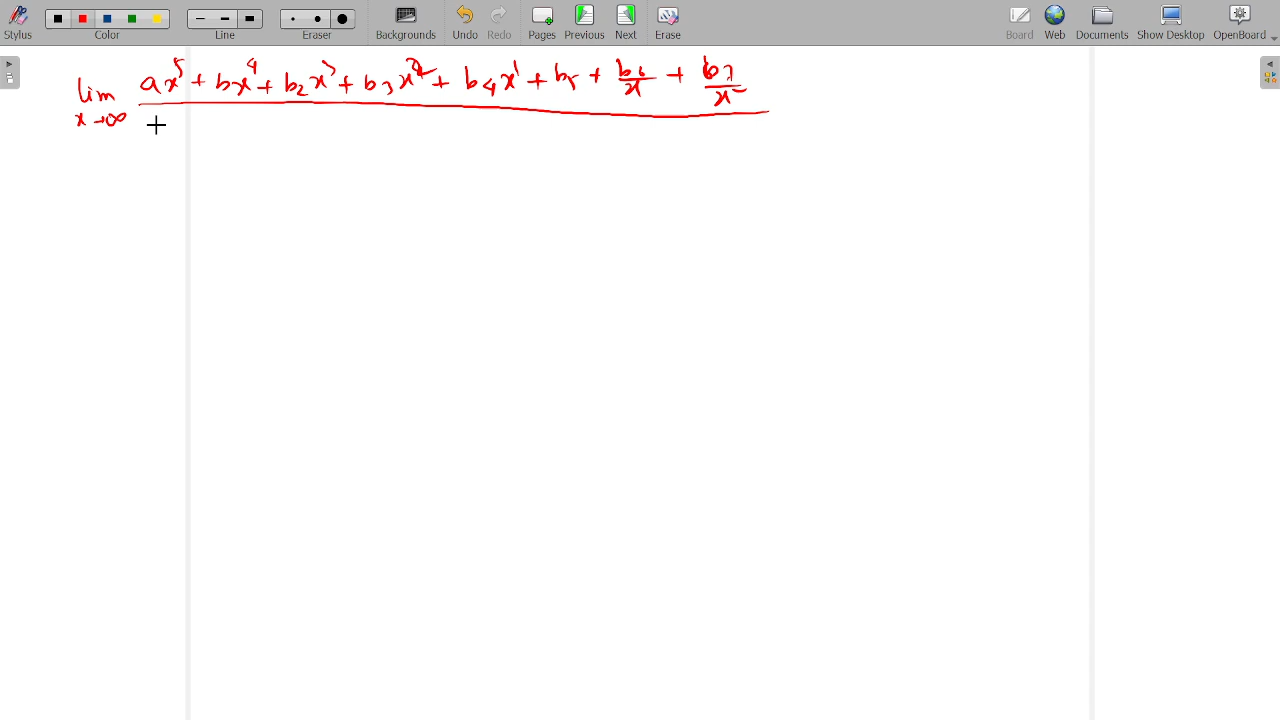 Stylus Color Line Eraser Backgrounds Undo Redo Pages Previous Next Erase Board Web Documents Show Desktop OpenBoard
lim x→∞ ax⁵ + b₁x⁴ + b₂x³ + b₃x² + b₄x¹ + b₅ + b₆/x + b₇/x²